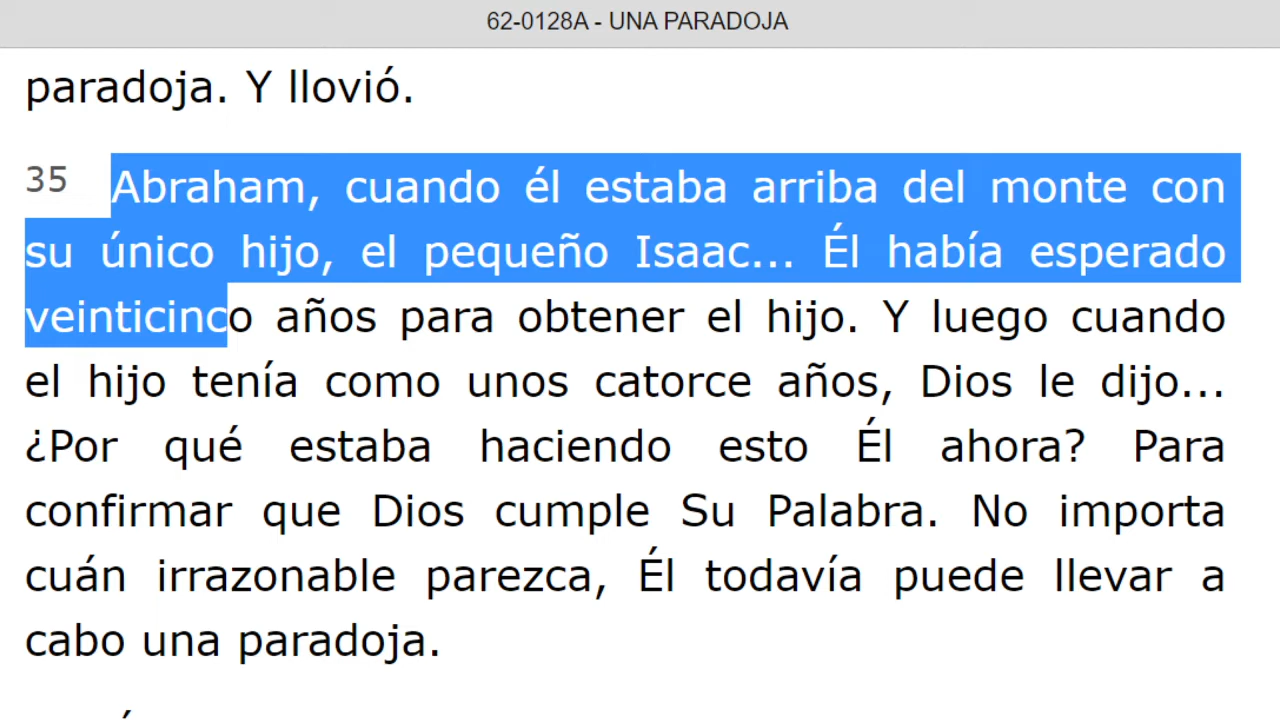 62-0128A - UNA PARADOJA
paradoja. Y llovió.
35 Abraham, cuando él estaba arriba del monte con
su único hijo, el pequeño Isaac... Él había esperado
veinticinco años para obtener el hijo. Y luego cuando
el hijo tenía como unos catorce años, Dios le dijo...
¿Por qué estaba haciendo esto Él ahora? Para
confirmar que Dios cumple Su Palabra. No importa
cuán irrazonable parezca, Él todavía puede llevar a
cabo una paradoja.